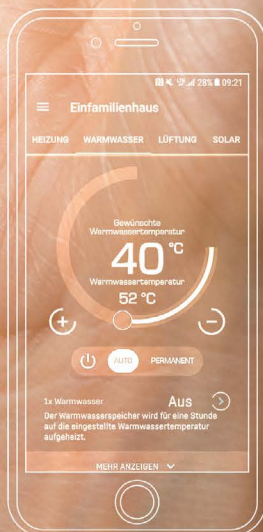 28% 09:21
Einfamilienhaus
HEIZUNG WARMWASSER LÜFTUNG SOLAR
Gewünschte
Warmwassertemperatur
40 °C
Warmwassertemperatur
52 °C
AUTO PERMANENT
1x Warmwasser Aus
Der Warmwasserspeicher wird für eine Stunde
auf die eingestellte Warmwassertemperatur
aufgeheizt.
MEHR ANZEIGEN